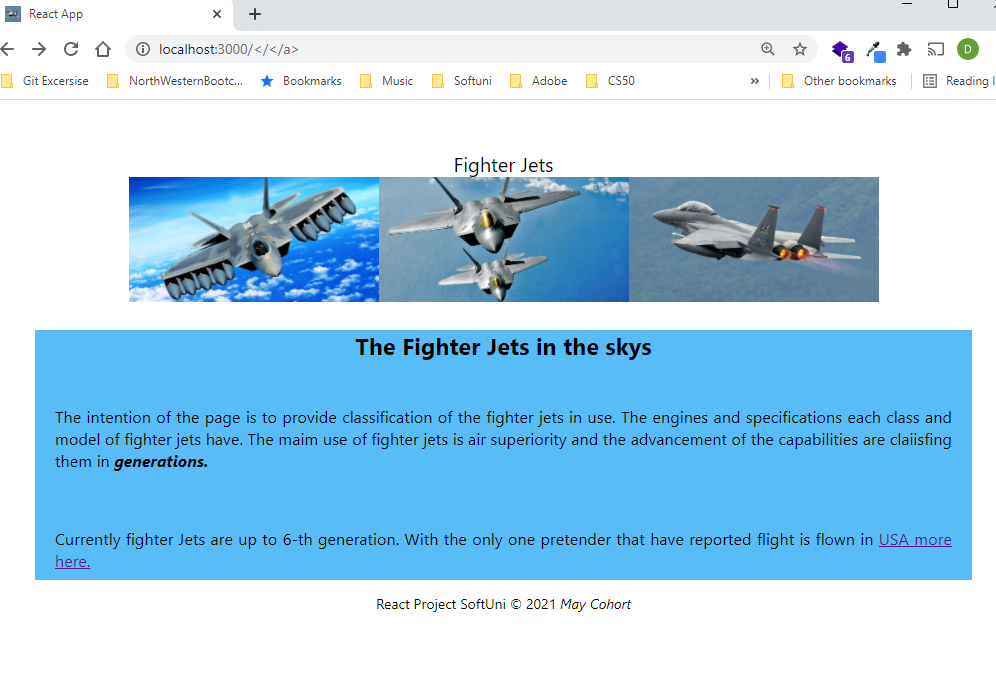 React App
localhost:3000/</</a>
6
D
Git Excersise
NorthWesternBootc...
Bookmarks
Music
Softuni
Adobe
CS50
»
Other bookmarks
Reading l
Fighter Jets
The Fighter Jets in the skys
The intention of the page is to provide classification of the fighter jets in use. The engines and specifications each class and
model of fighter jets have. The maim use of fighter jets is air superiority and the advancement of the capabilities are claiisfing
them in generations.
Currently fighter Jets are up to 6-th generation. With the only one pretender that have reported flight is flown in USA more
here.
React Project SoftUni © 2021 May Cohort